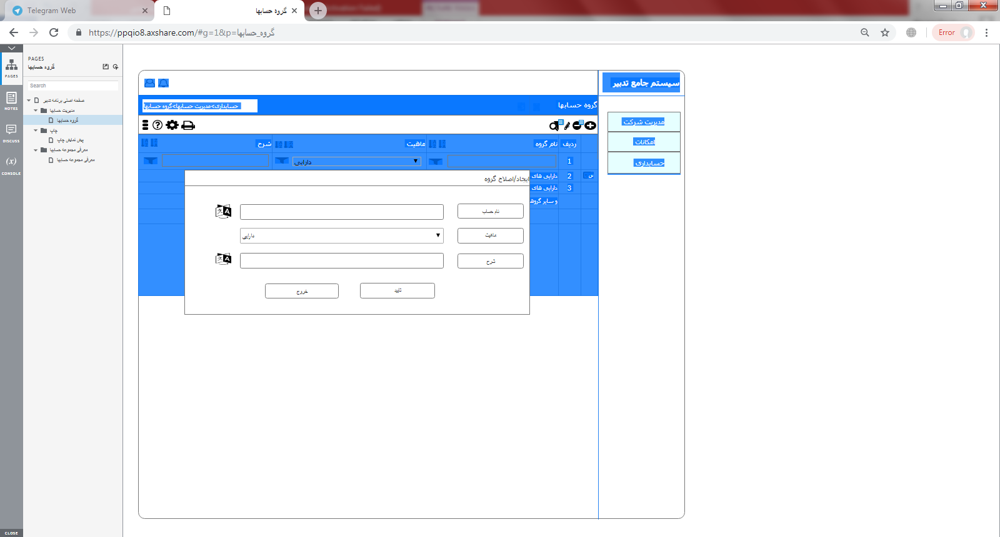 Telegram Web
گروه حسابها
https://ppqio8.axshare.com/#g=1&p=گروه_حسابها
Error
PAGES
گروه حسابها
PAGES
Search
NOTES
DISCUSS
(x)
CONSOLE
CLOSE
صفحه اصلی برنامه تدبیر
مدیریت حسابها
گروه حسابها
چاپ
پیش نمایش چاپ
معرفی مجموعه حسابها
معرفی مجموعه حسابها
سیستم جامع تدبیر
مدیریت شرکت
امکانات
حسابداری
گروه حسابها
حسابداری>مدیریت حسابها>گروه حسابها
ردیف نام گروه ماهیت شرح
1 دارایی
2 دارایی های
3 دارایی های
و سایر گروه
ایجاد/اصلاح گروه
نام حساب
ماهیت
دارایی
شرح
تایید
خروج